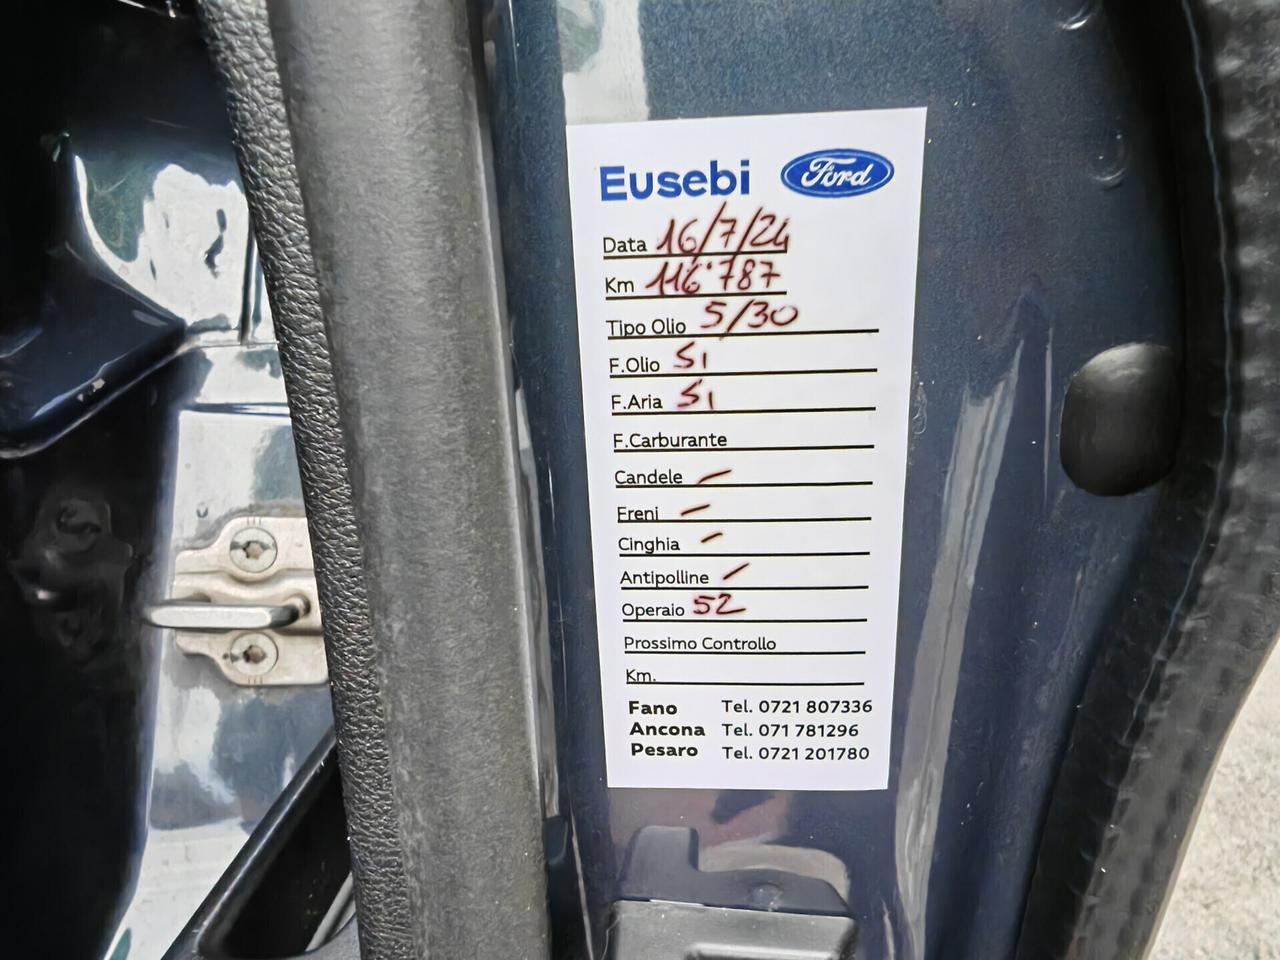 Eusebi Ford
Data 16/7/24
Km 116'787
Tipo Olio 5/30
F.Olio Si
F.Aria Si
F.Carburante
Candele –
Freni –
Cinghia –
Antipolline –
Operaio 52
Prossimo Controllo
Km.
Fano Tel. 0721 807336
Ancona Tel. 071 781296
Pesaro Tel. 0721 201780